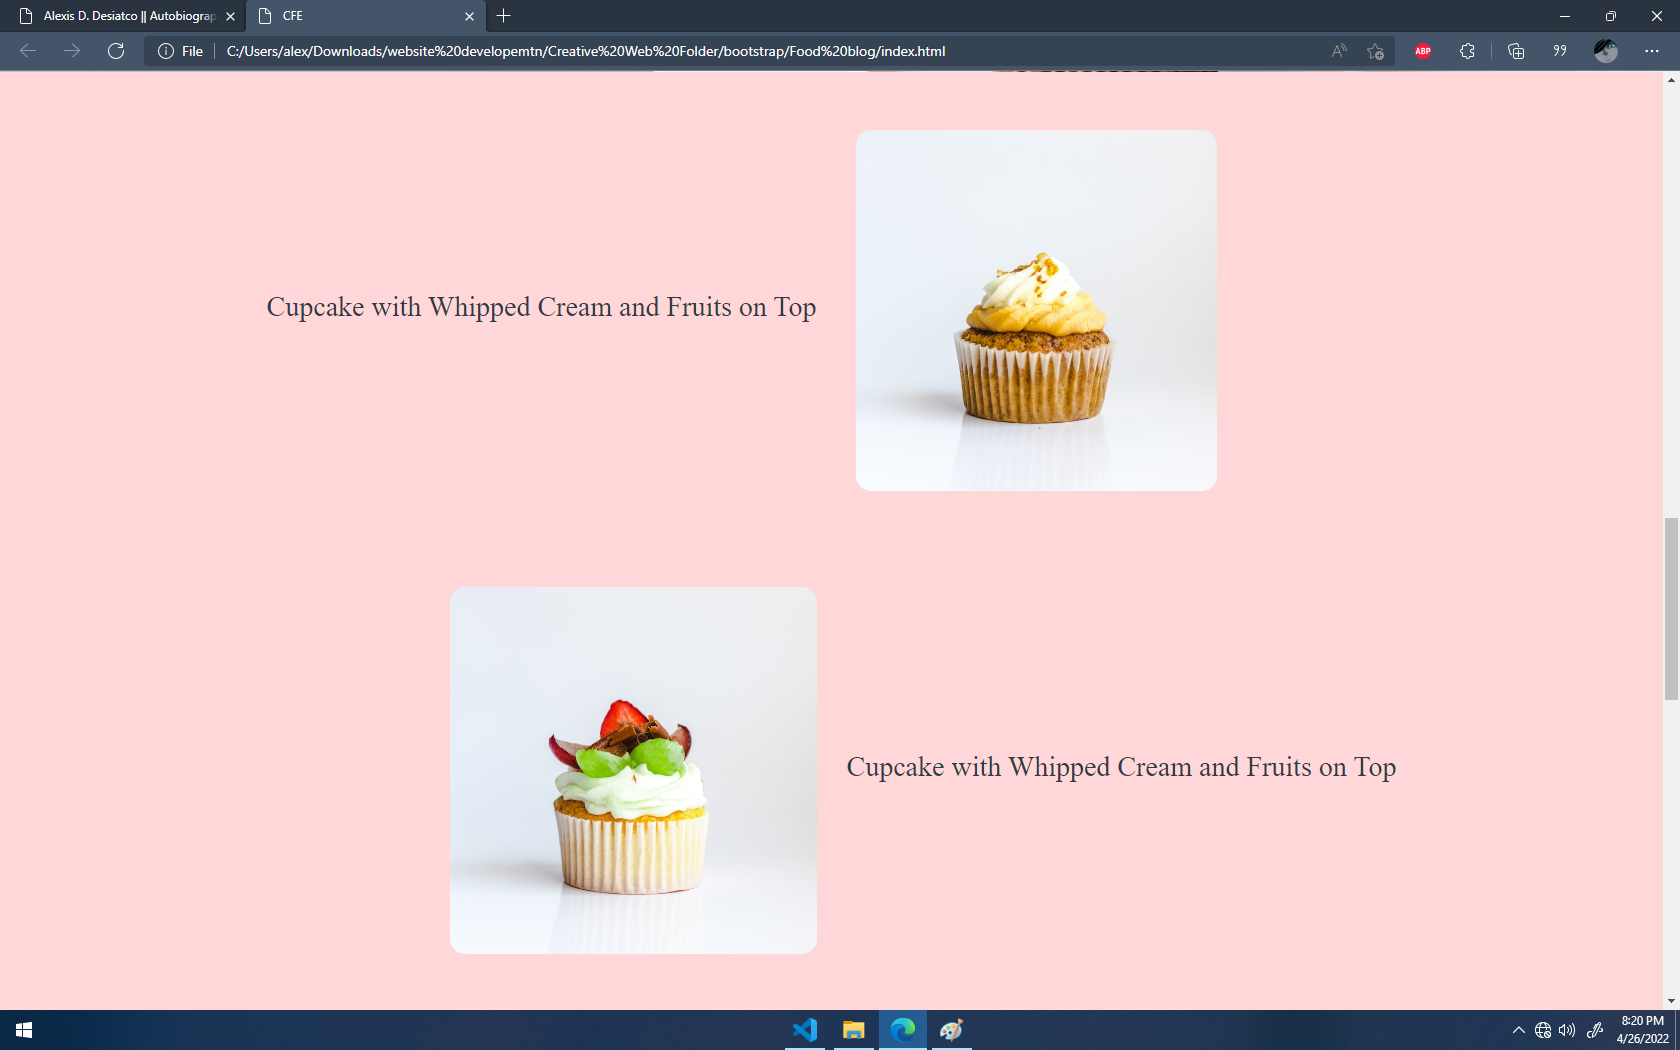 Alexis D. Desiatco || Autobiograp
CFE
File
C:/Users/alex/Downloads/website%20developemtn/Creative%20Web%20Folder/bootstrap/Food%20blog/index.html
ABP
Cupcake with Whipped Cream and Fruits on Top
Cupcake with Whipped Cream and Fruits on Top
8:20 PM
4/26/2022